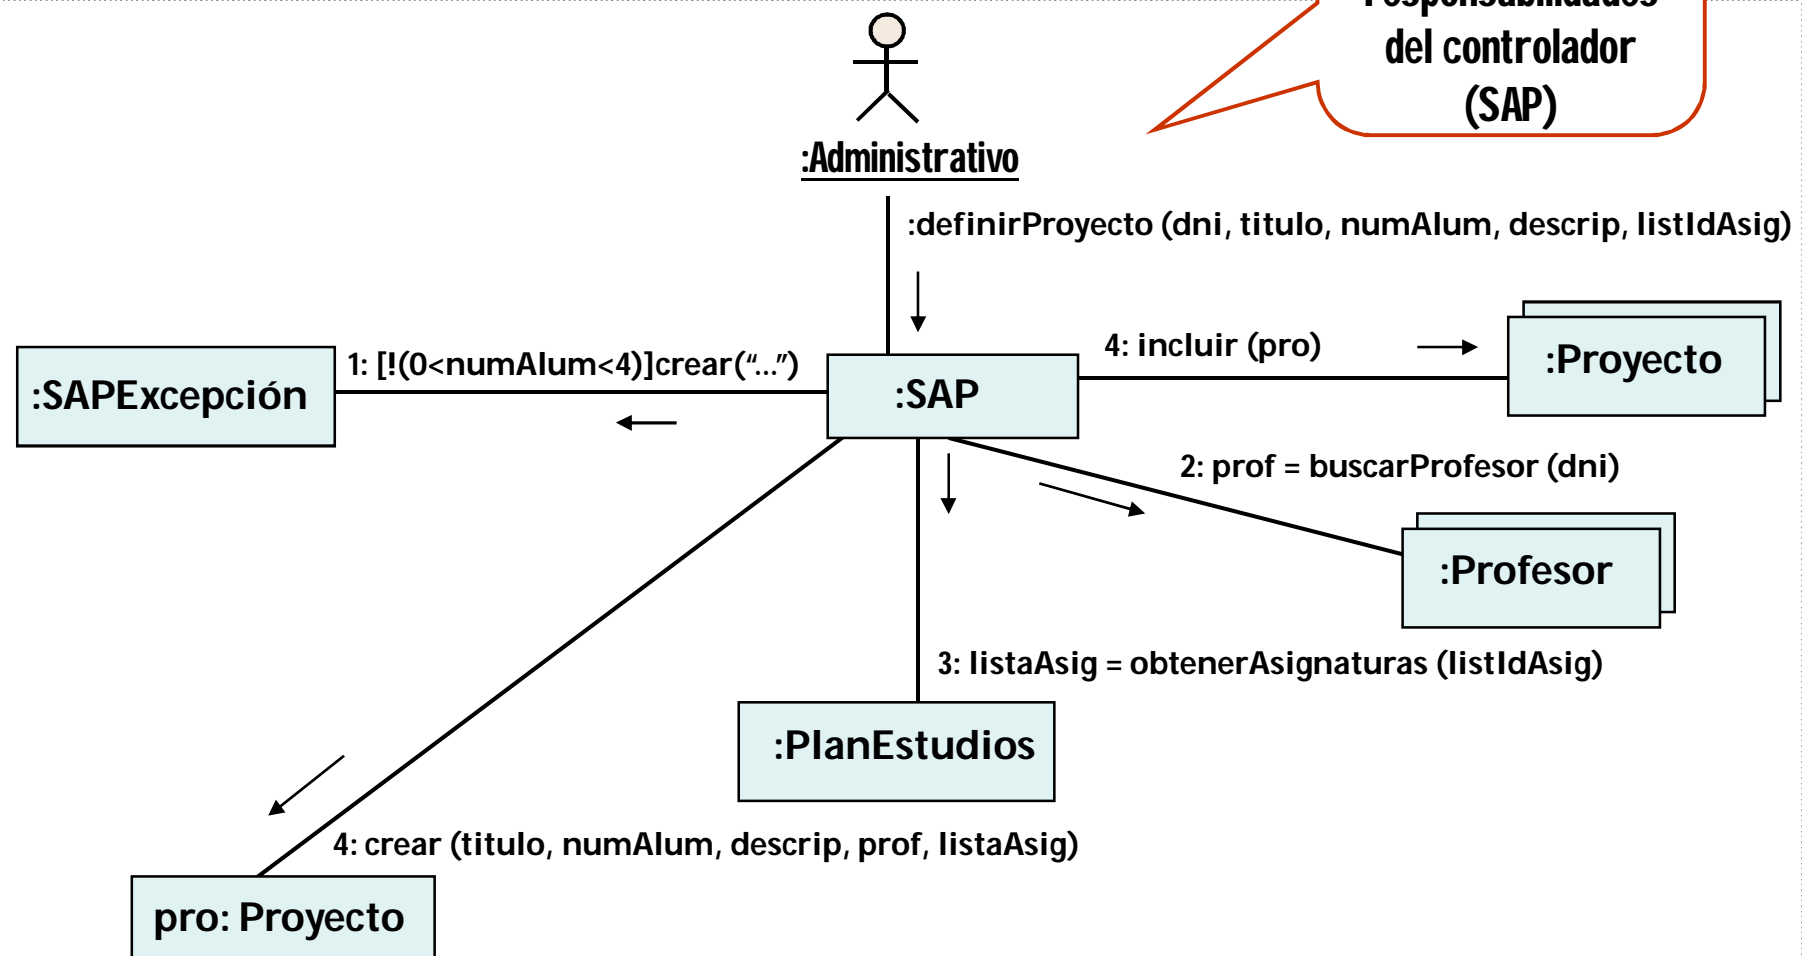 responsabilidades
del controlador
(SAP)
:Administrativo
:definirProyecto (dni, titulo, numAlum, descrip, listIdAsig)
4: incluir (pro)
:Proyecto
1: [!(0<numAlum<4)]crear(“...”)
:SAPExcepción
:SAP
2: prof = buscarProfesor (dni)
:Profesor
3: listaAsig = obtenerAsignaturas (listIdAsig)
:PlanEstudios
4: crear (titulo, numAlum, descrip, prof, listaAsig)
pro: Proyecto